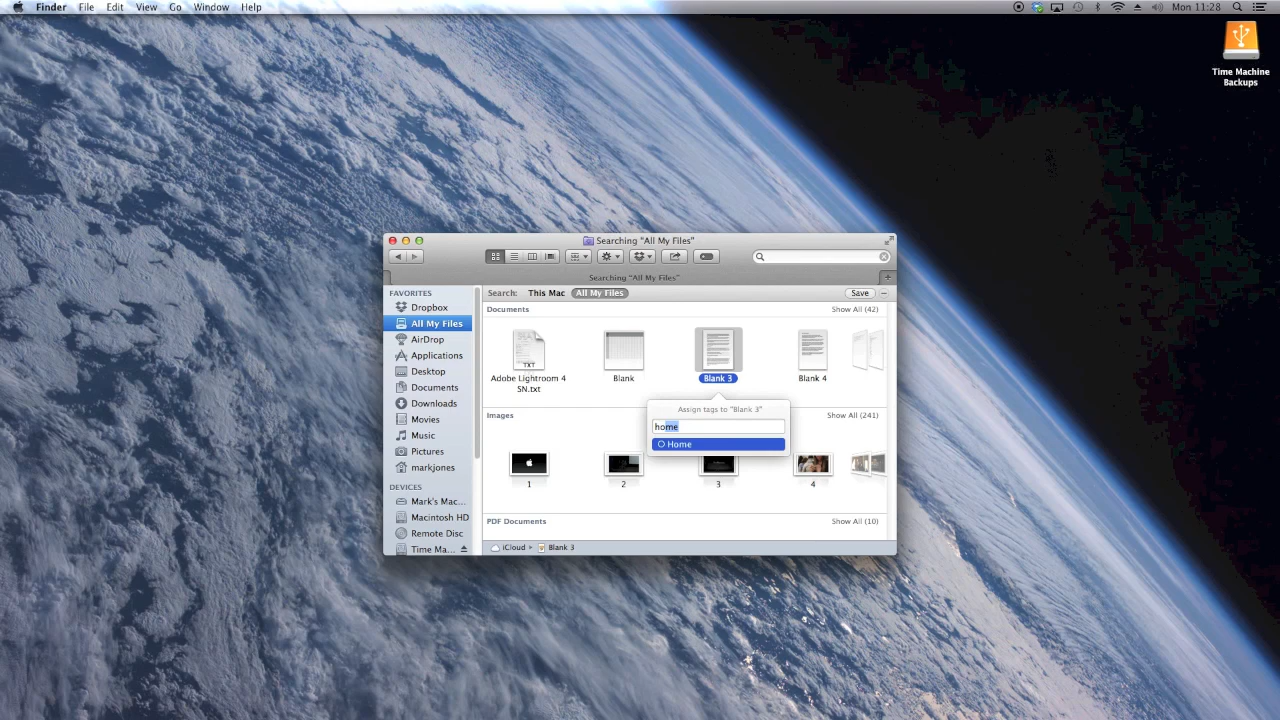 Finder File Edit View Go Window Help
Mon 11:28
Time Machine
Backups
Searching “All My Files”
Searching “All My Files”
FAVORITES
Dropbox
All My Files
AirDrop
Applications
Desktop
Documents
Downloads
Movies
Music
Pictures
markjones
DEVICES
Mark's Mac...
Macintosh HD
Remote Disc
Time Ma...
Search: This Mac All My Files Save
Documents Show All (42)
TXT
Adobe Lightroom 4
SN.txt
Blank
Blank 3
Blank 4
Assign tags to “Blank 3”
home
Home
Images Show All (241)
1 2 3 4
PDF Documents Show All (10)
iCloud Blank 3